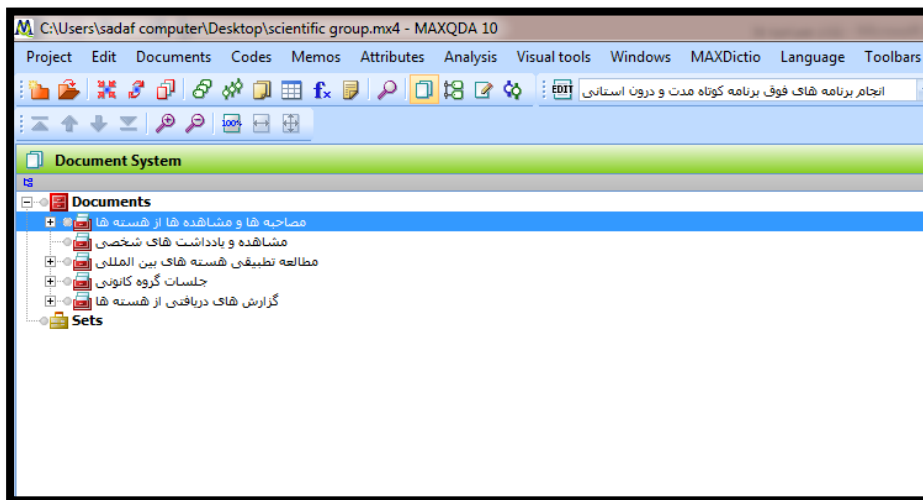 C:\Users\sadaf computer\Desktop\scientific group.mx4 - MAXQDA 10
Project Edit Documents Codes Memos Attributes Analysis Visual tools Windows MAXDictio Language Toolbars
EDIT انجام برنامه های فوق برنامه کوتاه مدت و درون استانی
100%
Document System
Documents
مصاحبه ها و مشاهده ها از هسته ها
مشاهده و یادداشت های شخصی
مطالعه تطبیقی هسته های بین المللی
جلسات گروه کانونی
گزارش های دریافتی از هسته ها
Sets